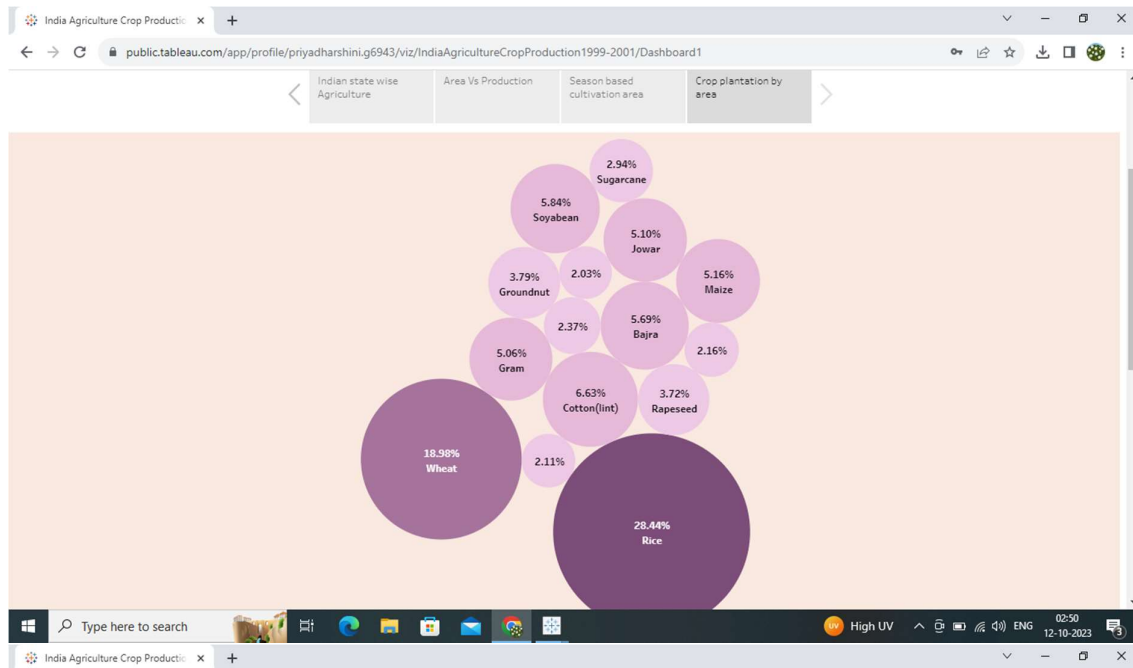 India Agriculture Crop Productio
public.tableau.com/app/profile/priyadharshini.g6943/viz/IndiaAgricultureCropProduction1999-2001/Dashboard1
Indian state wise
Agriculture
Area Vs Production
Season based
cultivation area
Crop plantation by
area
2.94%
Sugarcane
5.84%
Soyabean
5.10%
Jowar
3.79%
Groundnut
2.03%
5.16%
Maize
2.37%
5.69%
Bajra
2.16%
5.06%
Gram
6.63%
Cotton(lint)
3.72%
Rapeseed
18.98%
Wheat
2.11%
28.44%
Rice
Type here to search
UV
High UV
ENG
02:50
12-10-2023
3
India Agriculture Crop Productio